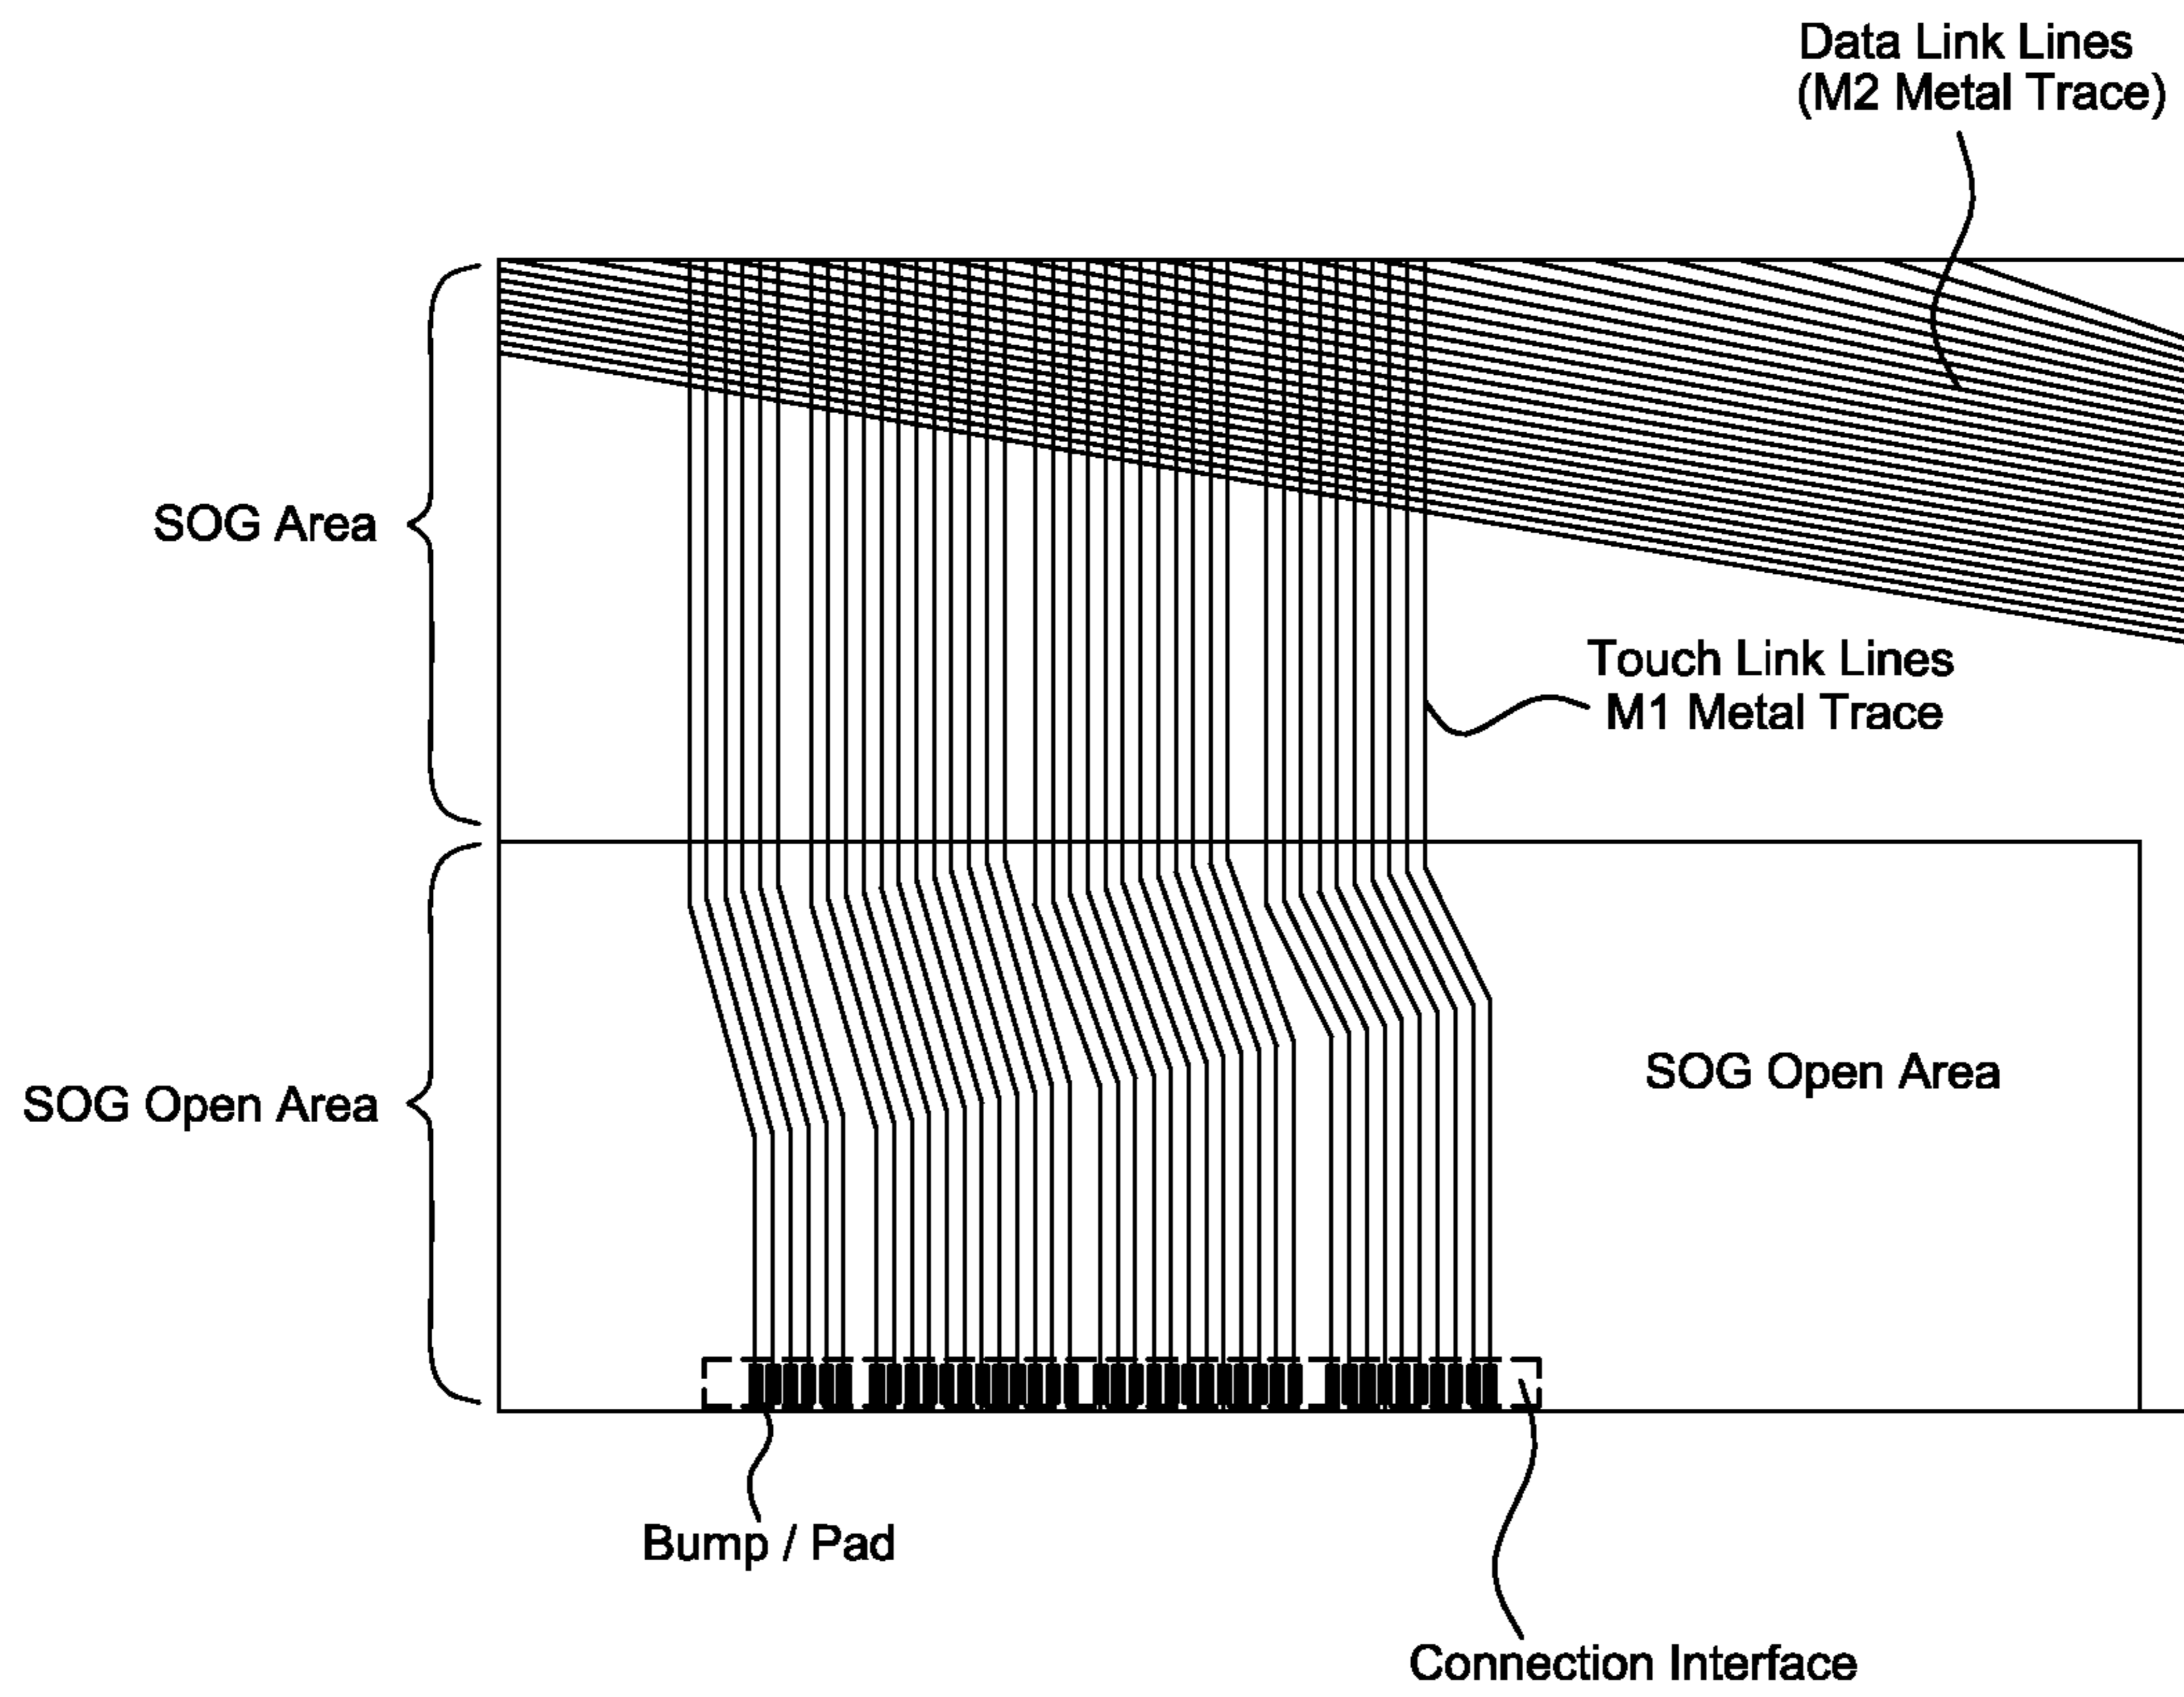 Data Link Lines
(M2 Metal Trace)
SOG Area
Touch Link Lines
M1 Metal Trace
SOG Open Area
SOG Open Area
Bump / Pad
Connection Interface